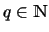 q ∈ ℕ